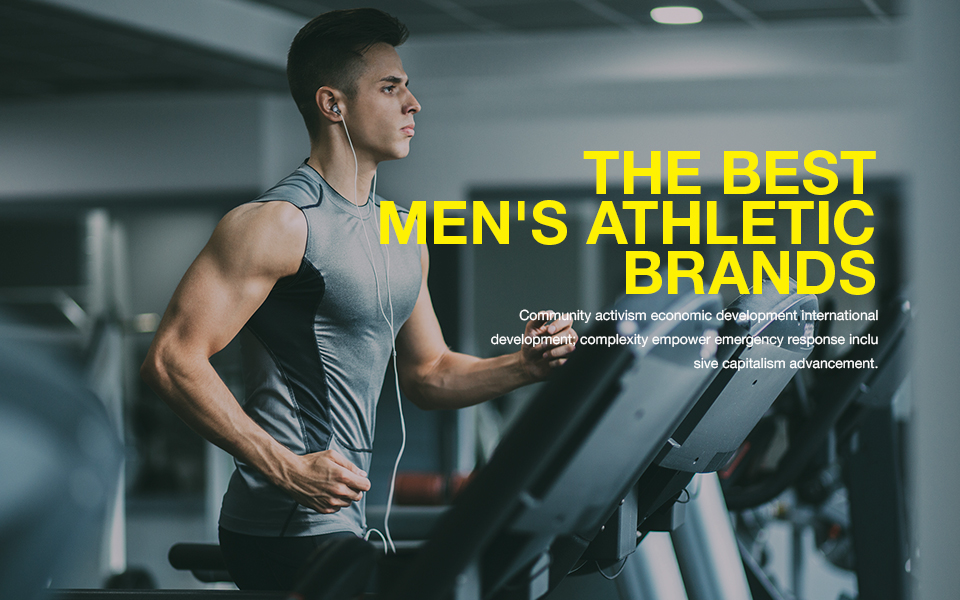 THE BEST
MEN'S ATHLETIC
BRANDS
Community activism economic development international
development; complexity empower emergency response inclu
sive capitalism advancement.